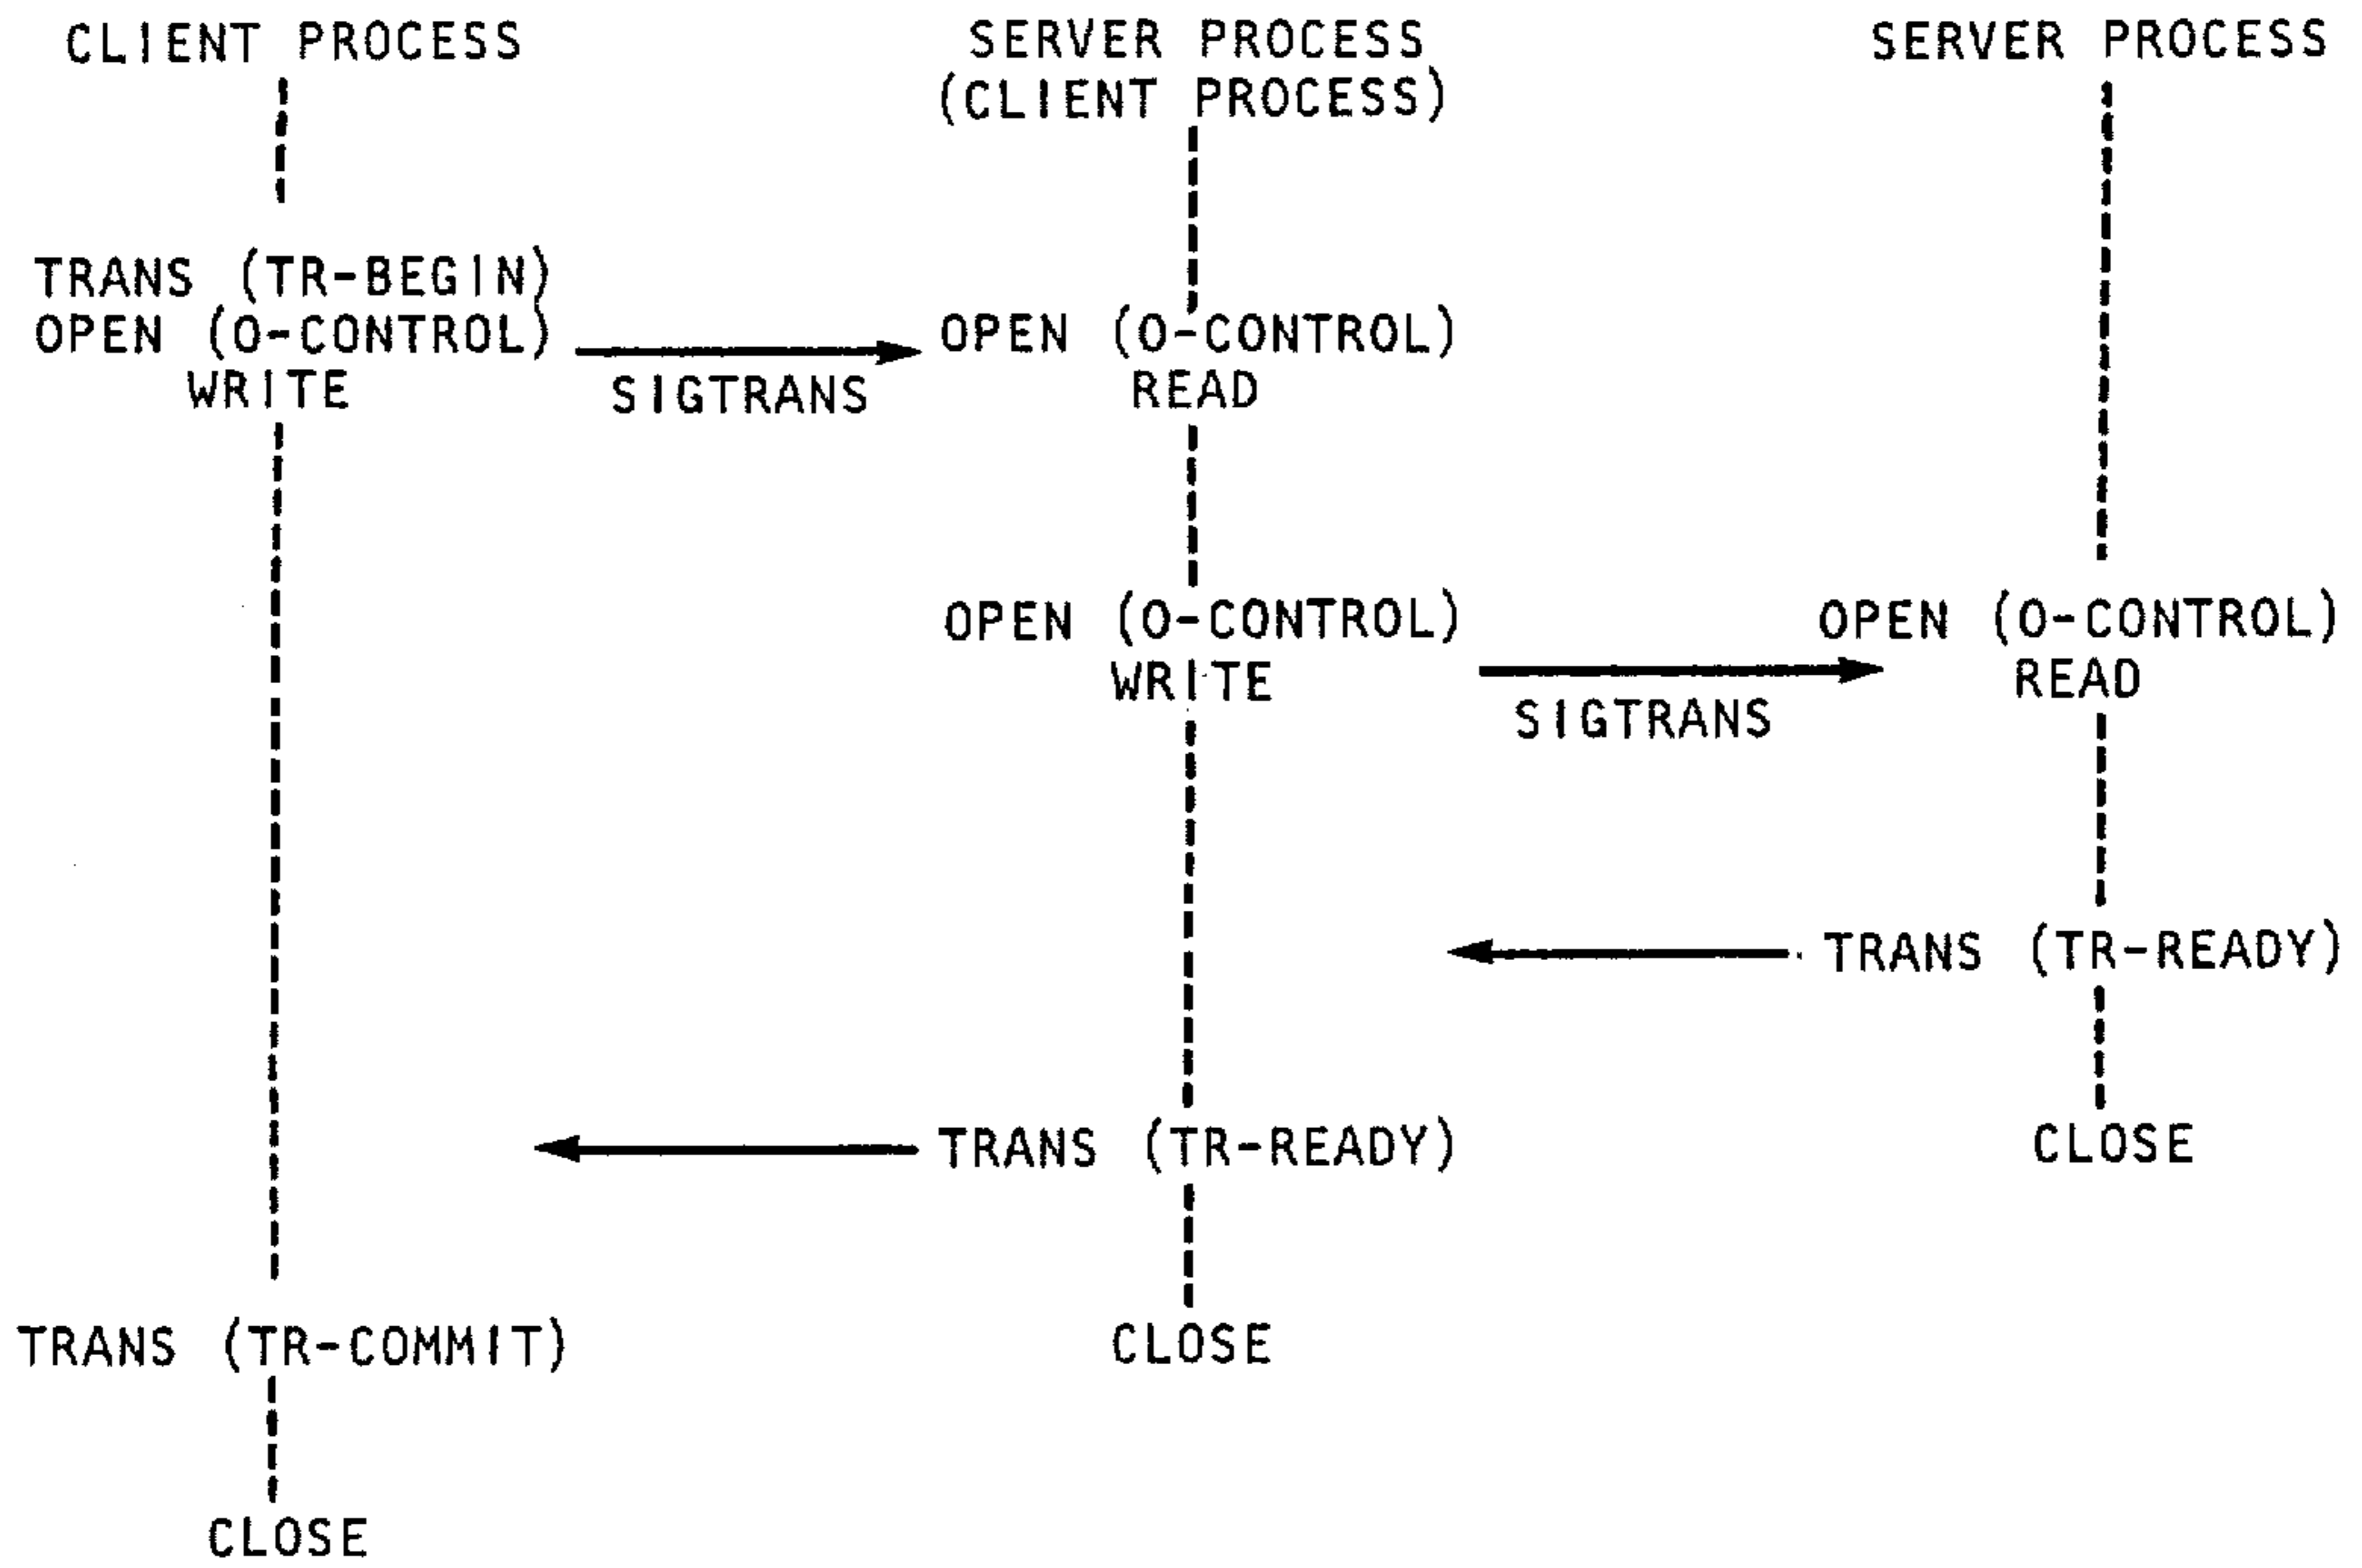 CLIENT PROCESS
SERVER PROCESS
(CLIENT PROCESS)
SERVER PROCESS
TRANS (TR-BEGIN)
OPEN (O-CONTROL)
WRITE
SIGTRANS
OPEN (O-CONTROL)
READ
OPEN (O-CONTROL)
WRITE
SIGTRANS
OPEN (O-CONTROL)
READ
TRANS (TR-READY)
CLOSE
TRANS (TR-READY)
CLOSE
TRANS (TR-COMMIT)
CLOSE